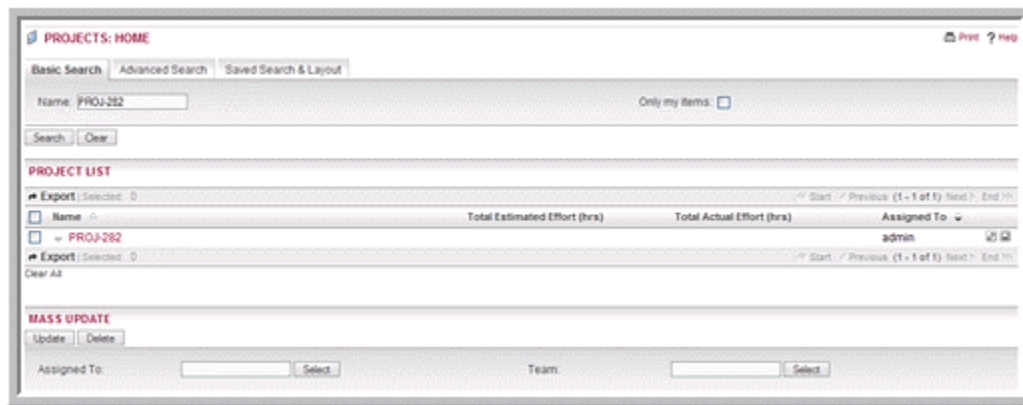 PROJECTS: HOME Print ? Help
Basic Search Advanced Search Saved Search & Layout
Name: PROJ-282 Only my items:
Search Clear
PROJECT LIST
Export | Selected: 0 Start Previous (1 - 1 of 1) Next End
Name Total Estimated Effort (hrs) Total Actual Effort (hrs) Assigned To
PROJ-282 admin
Export | Selected: 0 Start Previous (1 - 1 of 1) Next End
Clear All
MASS UPDATE
Update Delete
Assigned To: Select Team: Select